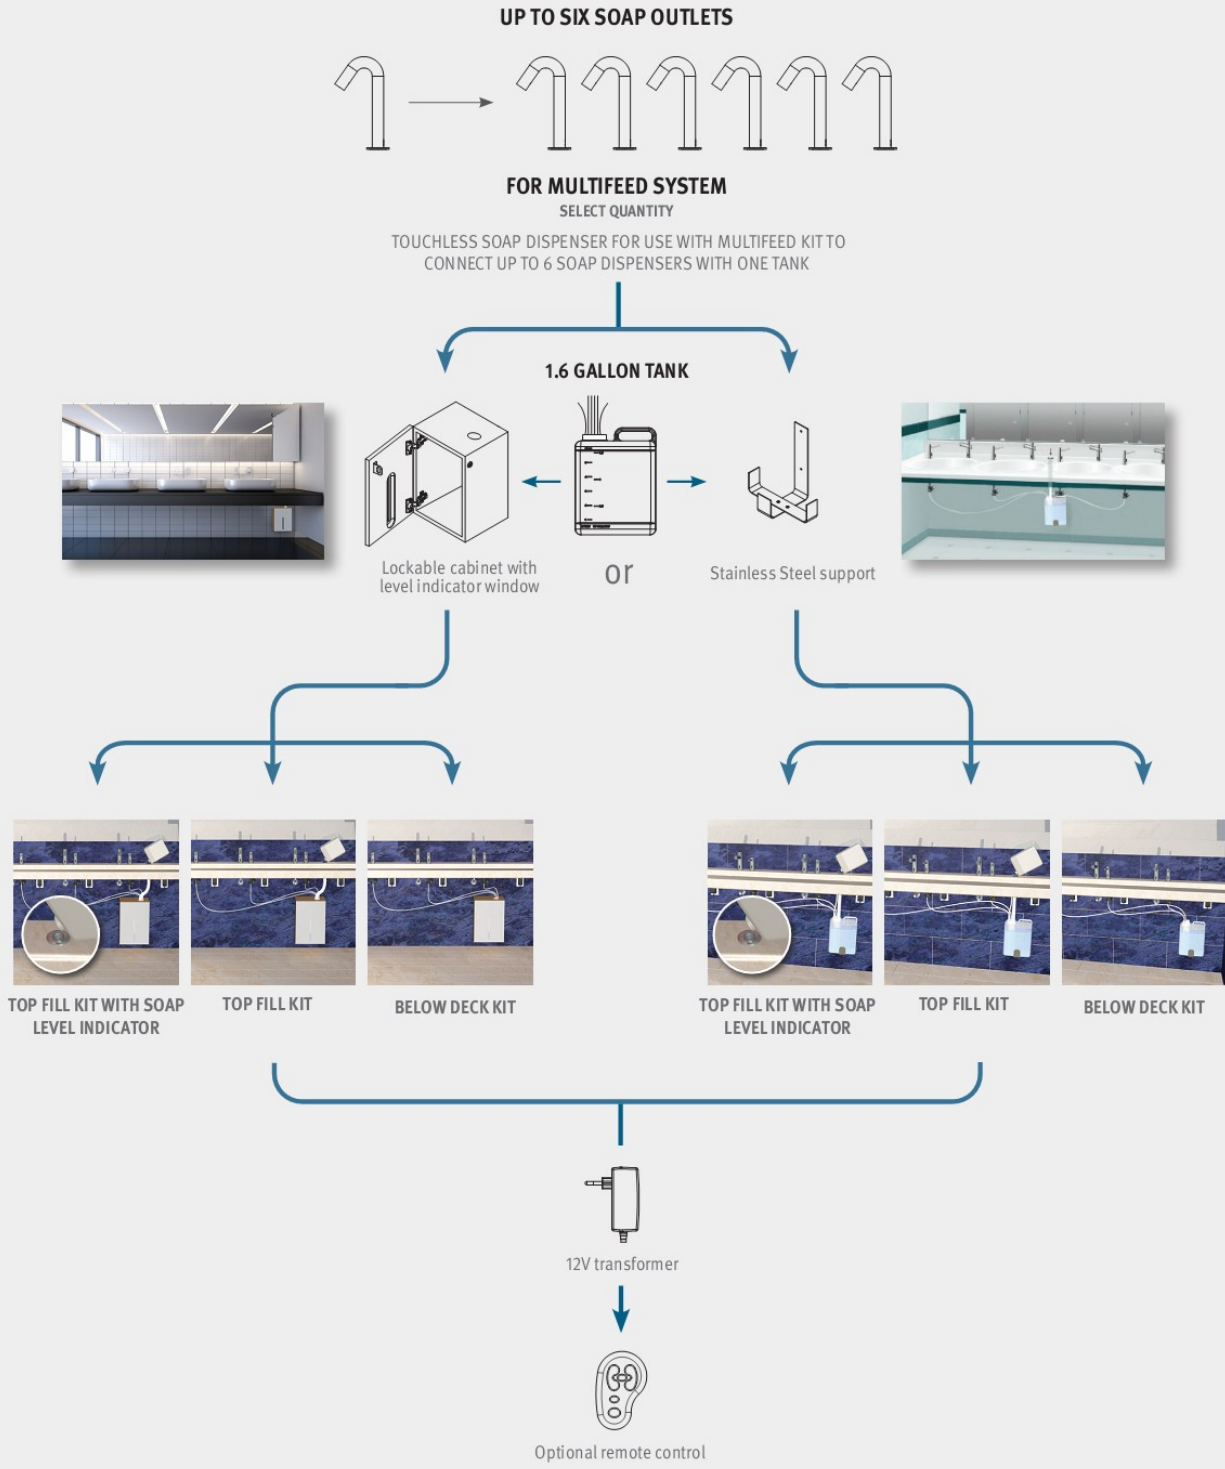 UP TO SIX SOAP OUTLETS
FOR MULTIFEED SYSTEM
SELECT QUANTITY
TOUCHLESS SOAP DISPENSER FOR USE WITH MULTIFEED KIT TO
CONNECT UP TO 6 SOAP DISPENSERS WITH ONE TANK
1.6 GALLON TANK
Lockable cabinet with
level indicator window
or
Stainless Steel support
TOP FILL KIT WITH SOAP
LEVEL INDICATOR
TOP FILL KIT
BELOW DECK KIT
TOP FILL KIT WITH SOAP
LEVEL INDICATOR
TOP FILL KIT
BELOW DECK KIT
12V transformer
Optional remote control